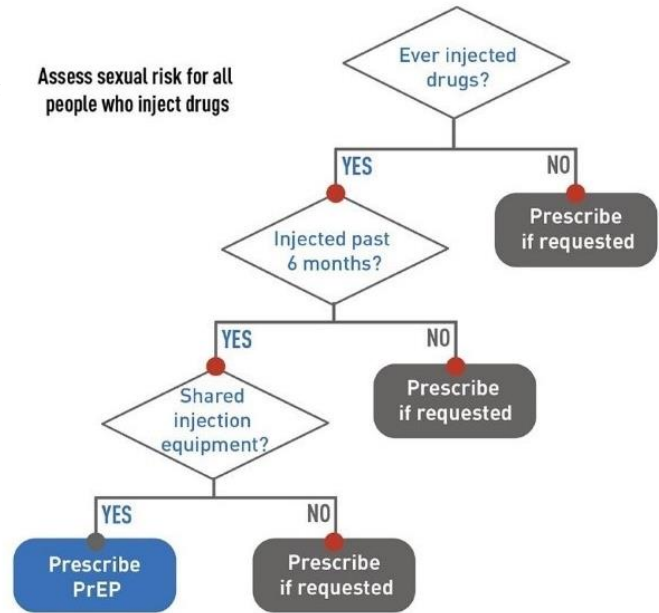 Assess sexual risk for all
people who inject drugs
Ever injected
drugs?
YES
NO
Prescribe
if requested
Injected past
6 months?
YES
NO
Prescribe
if requested
Shared
injection
equipment?
YES
NO
Prescribe
PrEP
Prescribe
if requested